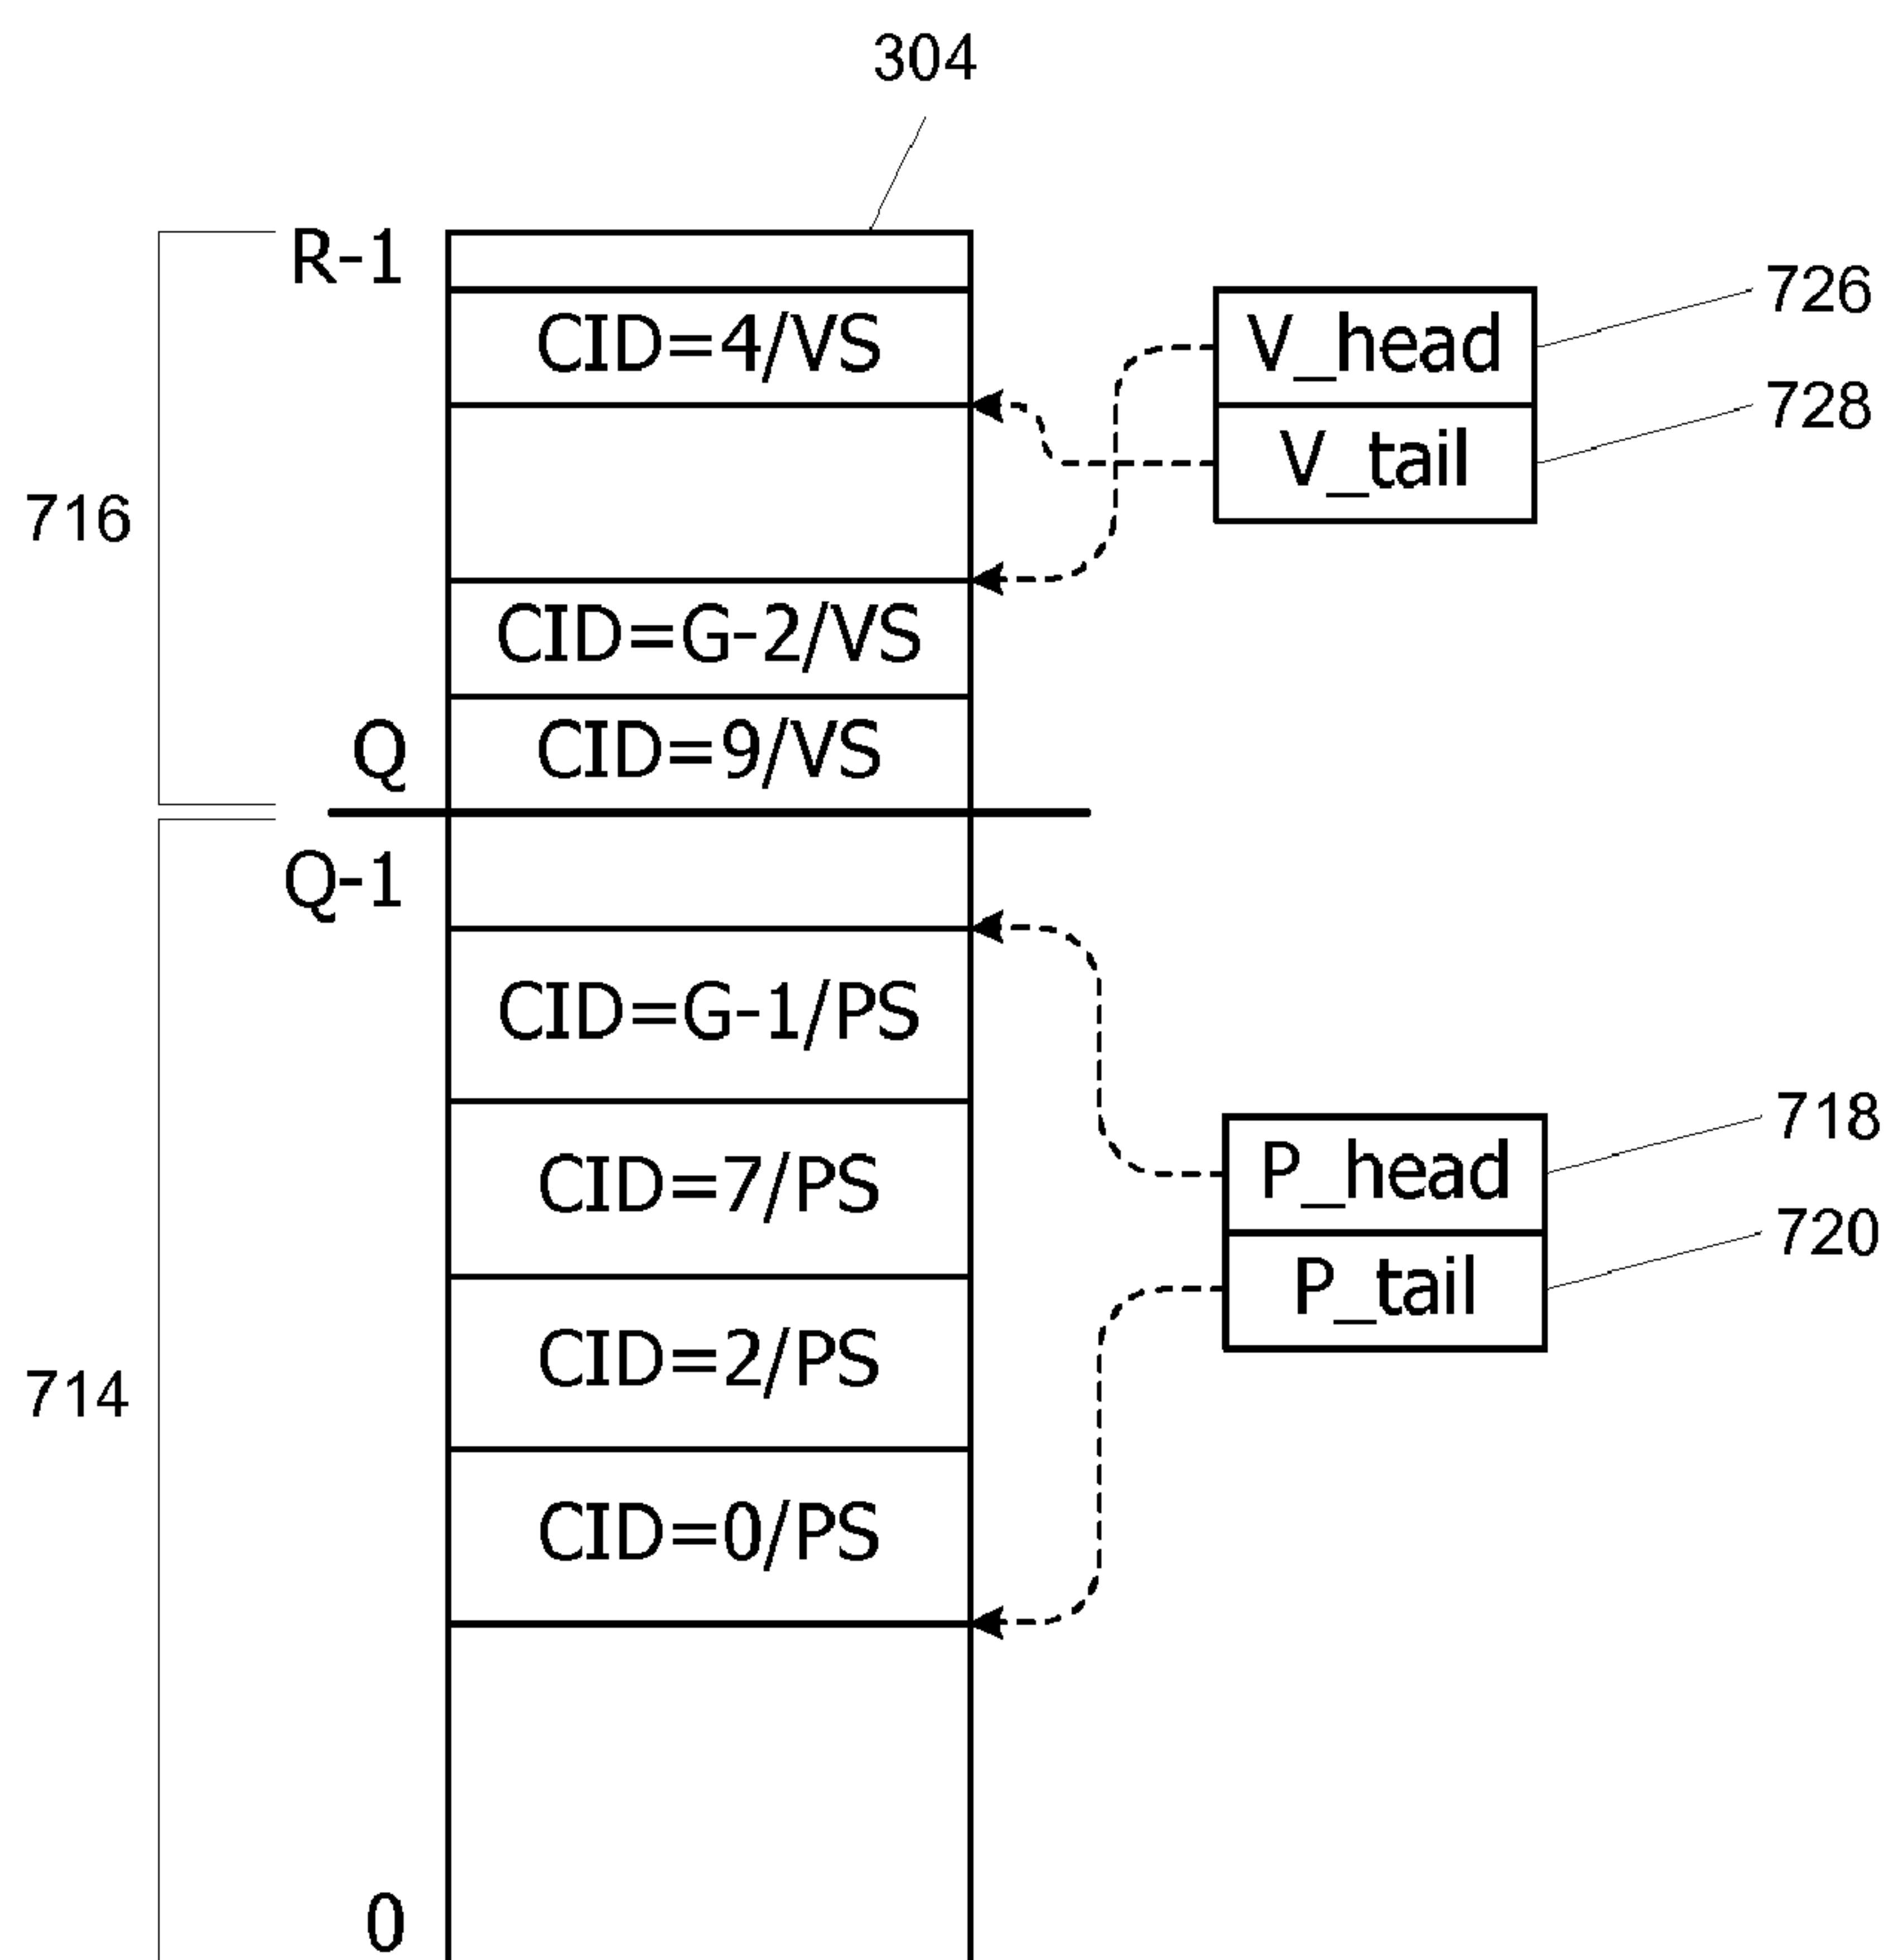 304
R-1
CID=4/VS
V_head
726
V_tail
728
716
CID=G-2/VS
Q
CID=9/VS
Q-1
CID=G-1/PS
CID=7/PS
P_head
718
P_tail
720
CID=2/PS
714
CID=0/PS
0